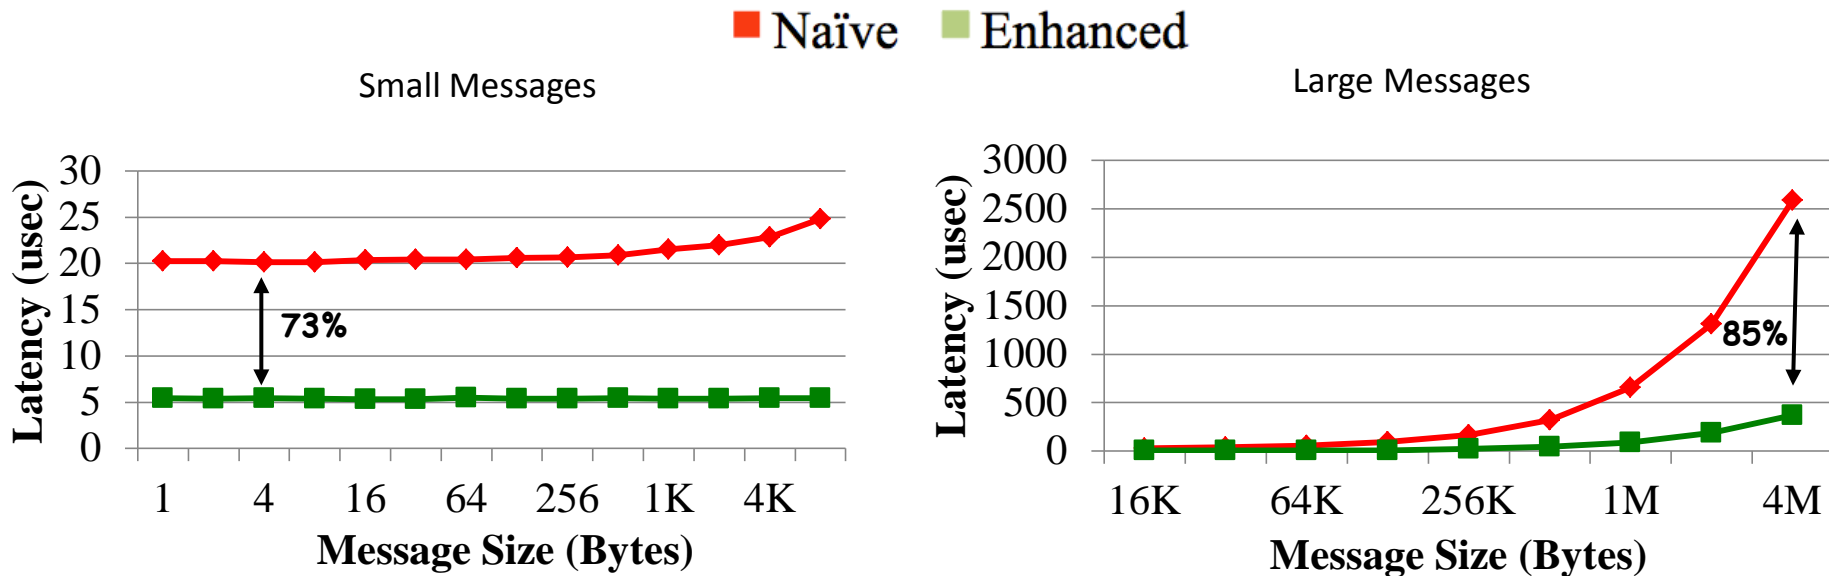 Naïve Enhanced
Small Messages
30
25
20
15
10
5
0
Latency (usec)
73%
1 4 16 64 256 1K 4K
Message Size (Bytes)
Large Messages
3000
2500
2000
1500
1000
500
0
Latency (usec)
85%
16K 64K 256K 1M 4M
Message Size (Bytes)